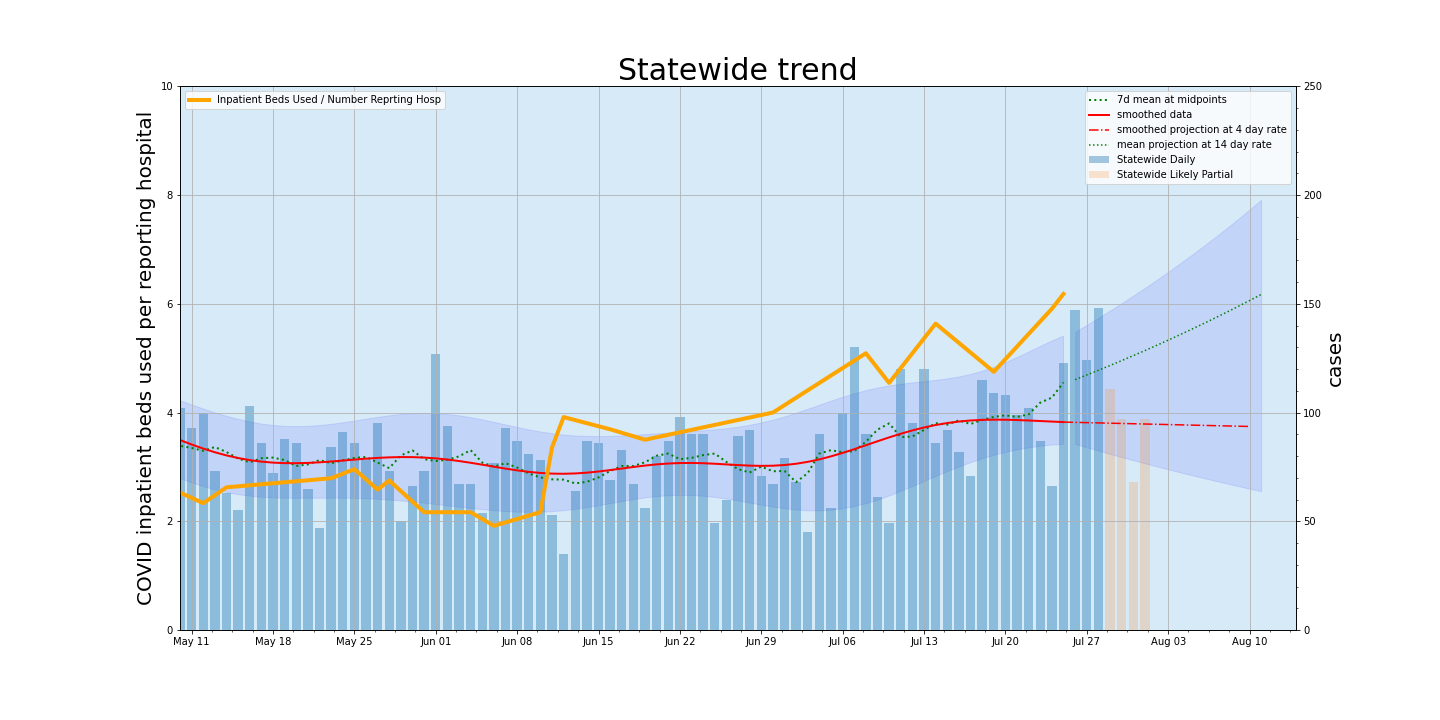 Statewide trend
Inpatient Beds Used / Number Reprting Hosp
7d mean at midpoints
smoothed data
smoothed projection at 4 day rate
mean projection at 14 day rate
Statewide Daily
Statewide Likely Partial
COVID inpatient beds used per reporting hospital
10
8
6
4
2
0
250
200
150
100
50
0
cases
May 11 May 18 May 25 Jun 01 Jun 08 Jun 15 Jun 22 Jun 29 Jul 06 Jul 13 Jul 20 Jul 27 Aug 03 Aug 10